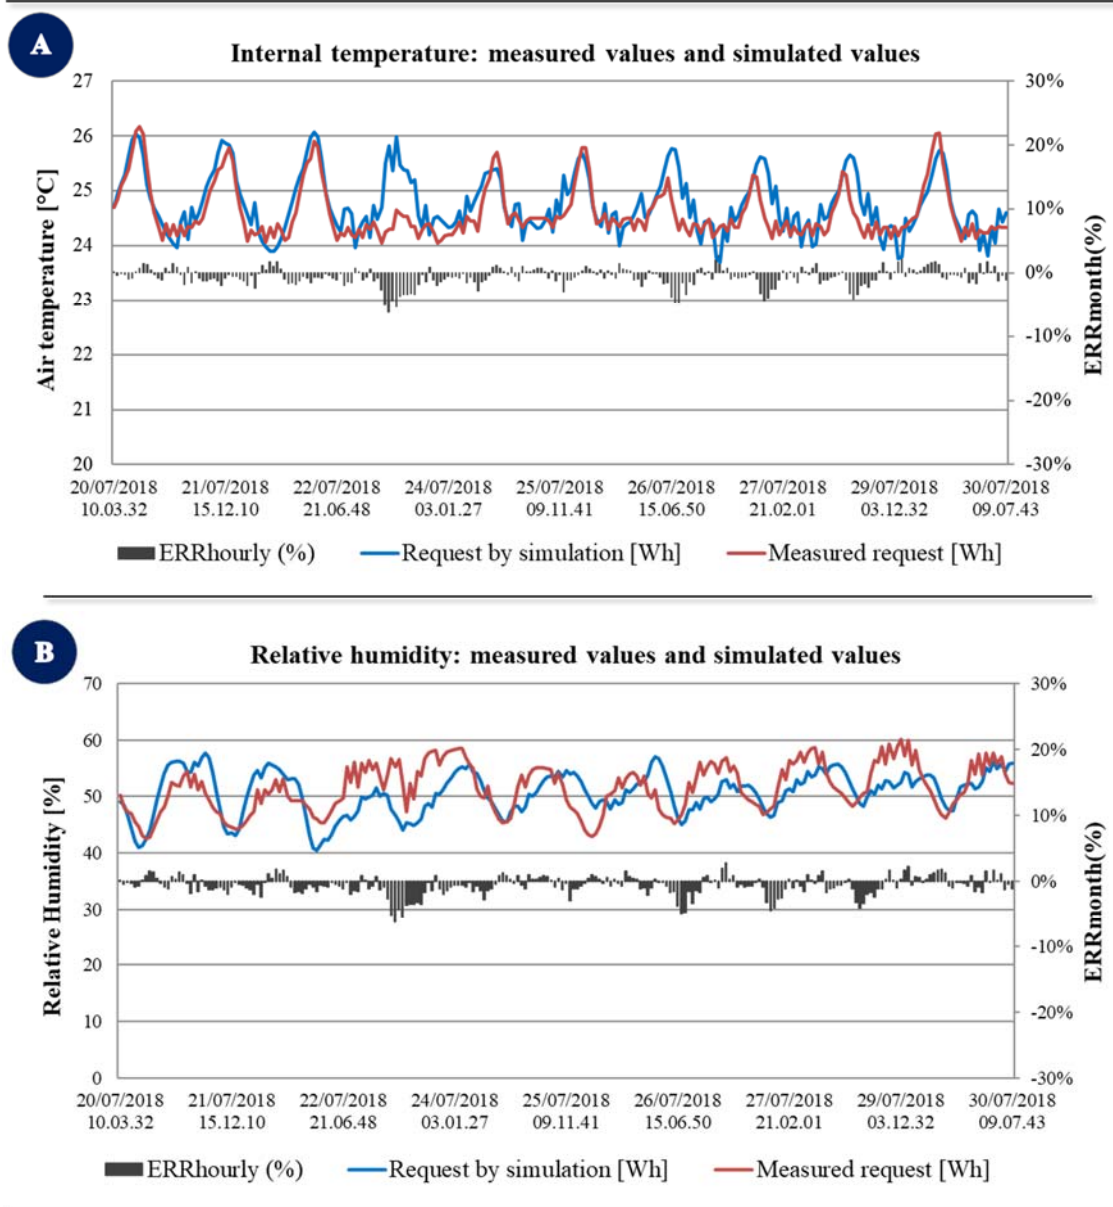 A
Internal temperature: measured values and simulated values
27
26
25
24
23
22
21
20
Air temperature [°C]
30%
20%
10%
0%
-10%
-20%
-30%
ERRmonth(%)
20/07/2018 21/07/2018 22/07/2018 24/07/2018 25/07/2018 26/07/2018 27/07/2018 29/07/2018 30/07/2018
10.03.32 15.12.10 21.06.48 03.01.27 09.11.41 15.06.50 21.02.01 03.12.32 09.07.43
ERRhourly (%) Request by simulation [Wh] Measured request [Wh]
B
Relative humidity: measured values and simulated values
70
60
50
40
30
20
10
0
Relative Humidity [%]
30%
20%
10%
0%
-10%
-20%
-30%
ERRmonth(%)
20/07/2018 21/07/2018 22/07/2018 24/07/2018 25/07/2018 26/07/2018 27/07/2018 29/07/2018 30/07/2018
10.03.32 15.12.10 21.06.48 03.01.27 09.11.41 15.06.50 21.02.01 03.12.32 09.07.43
ERRhourly (%) Request by simulation [Wh] Measured request [Wh]